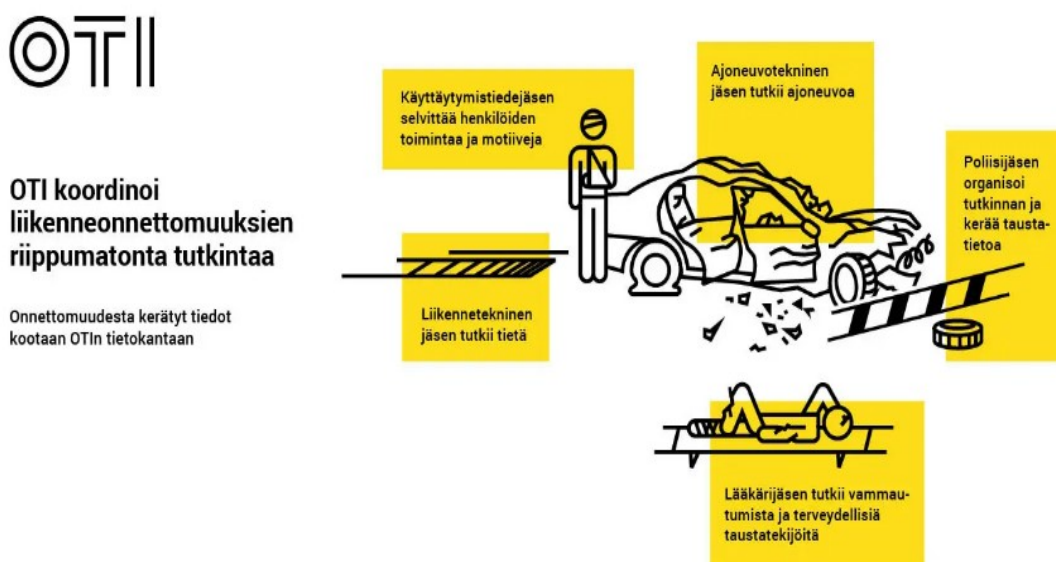 OTI
OTI koordinoi
liikenneonnettomuuksien
riippumatonta tutkintaa
Onnettomuudesta kerätyt tiedot
kootaan OTIn tietokantaan
Käyttäytymistiedejäsen
selvittää henkilöiden
toimintaa ja motiiveja
Ajoneuvotekninen
jäsen tutkii ajoneuvoa
Poliisijäsen
organisoi
tutkinnan ja
kerää tausta-
tietoa
Liikennetekninen
jäsen tutkii tietä
Lääkärijäsen tutkii vammau-
tumista ja terveydellisiä
taustatekijöitä